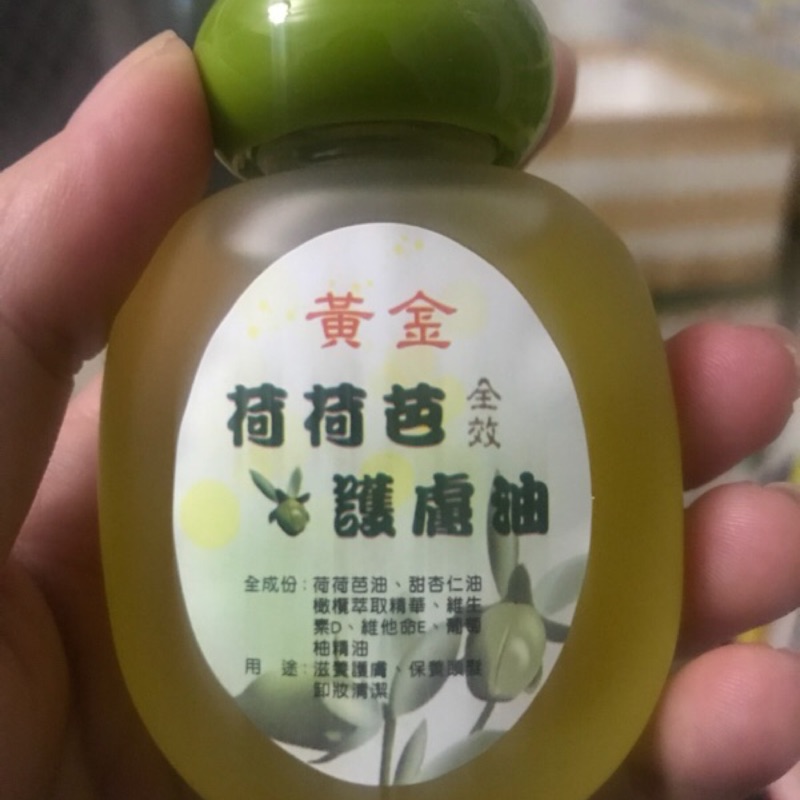 黃金
荷荷芭全效
護膚油
全成份:荷荷芭油、甜杏仁油
橄欖萃取精華、維生
素D、維他命E、葡萄
柚精油
用 途:滋養護膚、保養頭髮
卸妝清潔